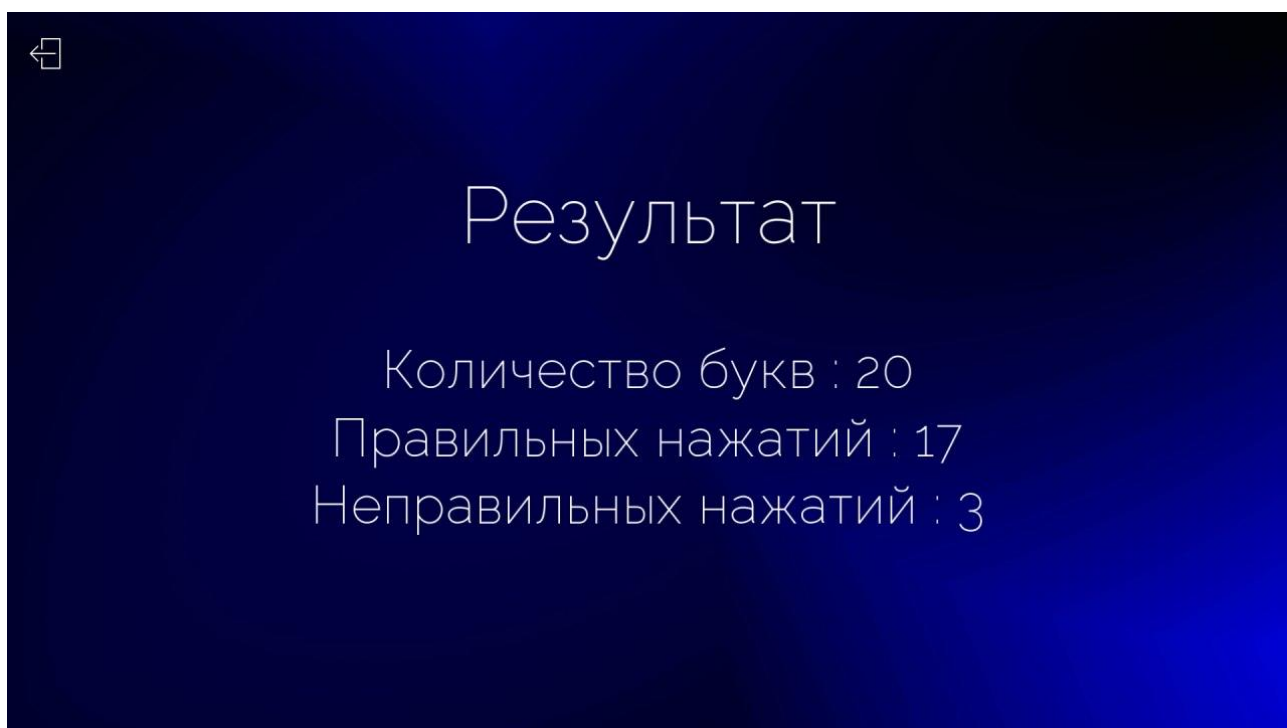 Результат
Количество букв : 20
Правильных нажатий : 17
Неправильных нажатий : 3